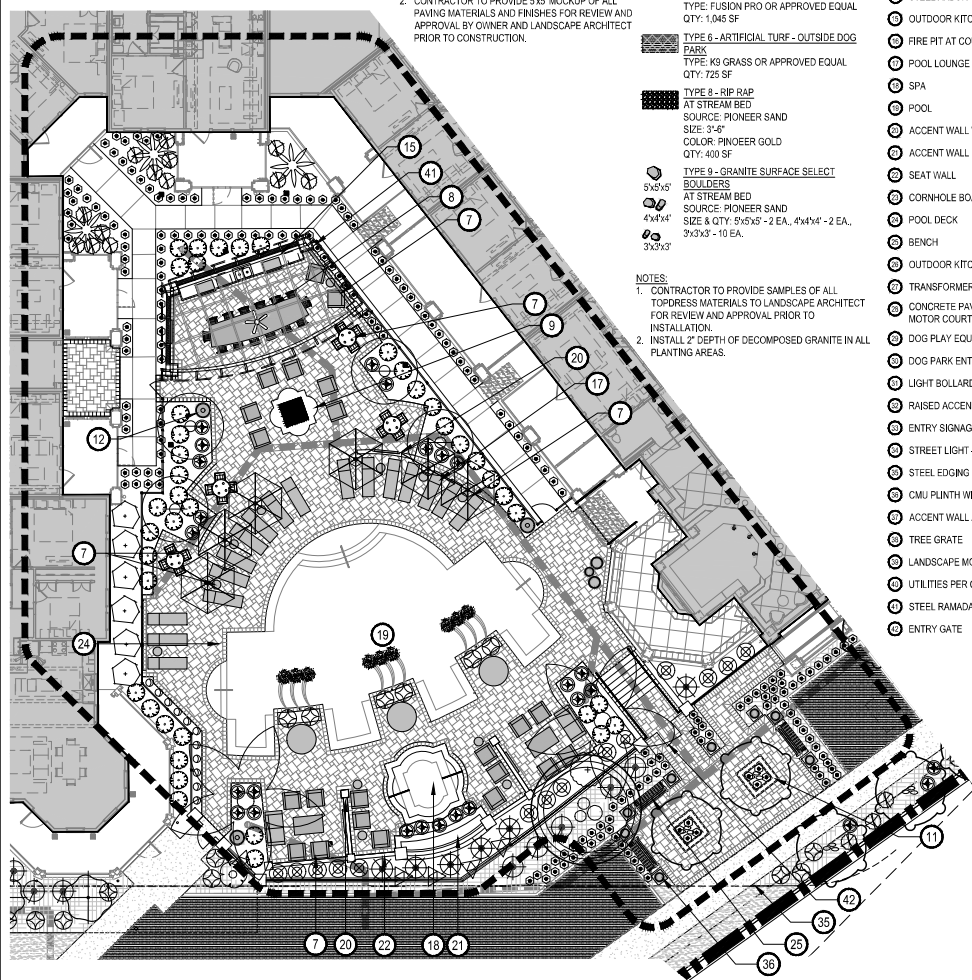 2. CONTRACTOR TO PROVIDE 5'x5' MOCKUP OF ALL
PAVING MATERIALS AND FINISHES FOR REVIEW AND
APPROVAL BY OWNER AND LANDSCAPE ARCHITECT
PRIOR TO CONSTRUCTION.
TYPE: FUSION PRO OR APPROVED EQUAL
QTY: 1,045 SF
TYPE 6 - ARTIFICIAL TURF - OUTSIDE DOG
PARK
TYPE: K9 GRASS OR APPROVED EQUAL
QTY: 725 SF
TYPE 8 - RIP RAP
AT STREAM BED
SOURCE: PIONEER SAND
SIZE: 3"-6"
COLOR: PINOEER GOLD
QTY: 400 SF
TYPE 9 - GRANITE SURFACE SELECT
BOULDERS
AT STREAM BED
SOURCE: PIONEER SAND
SIZE & QTY: 5'x5'x5' - 2 EA., 4'x4'x4' - 2 EA.,
3'x3'x3' - 10 EA.
5'x5'x5'
4'x4'x4'
3'x3'x3'
NOTES:
1. CONTRACTOR TO PROVIDE SAMPLES OF ALL
TOPDRESS MATERIALS TO LANDSCAPE ARCHITECT
FOR REVIEW AND APPROVAL PRIOR TO
INSTALLATION.
2. INSTALL 2" DEPTH OF DECOMPOSED GRANITE IN ALL
PLANTING AREAS.
15 OUTDOOR KITC
16 FIRE PIT AT CO
17 POOL LOUNGE
18 SPA
19 POOL
20 ACCENT WALL
21 ACCENT WALL
22 SEAT WALL
23 CORNHOLE BOA
24 POOL DECK
25 BENCH
26 OUTDOOR KITC
27 TRANSFORMER
28 CONCRETE PAV
MOTOR COURT
29 DOG PLAY EQU
30 DOG PARK ENT
31 LIGHT BOLLARD
32 RAISED ACCEN
33 ENTRY SIGNAG
34 STREET LIGHT -
35 STEEL EDGING
36 CMU PLINTH WI
37 ACCENT WALL
38 TREE GRATE
39 LANDSCAPE MO
40 UTILITIES PER C
41 STEEL RAMADA
42 ENTRY GATE
15
41
8
7
7
9
20
17
7
12
7
24
19
11
42
35
25
36
7
20
22
18
21